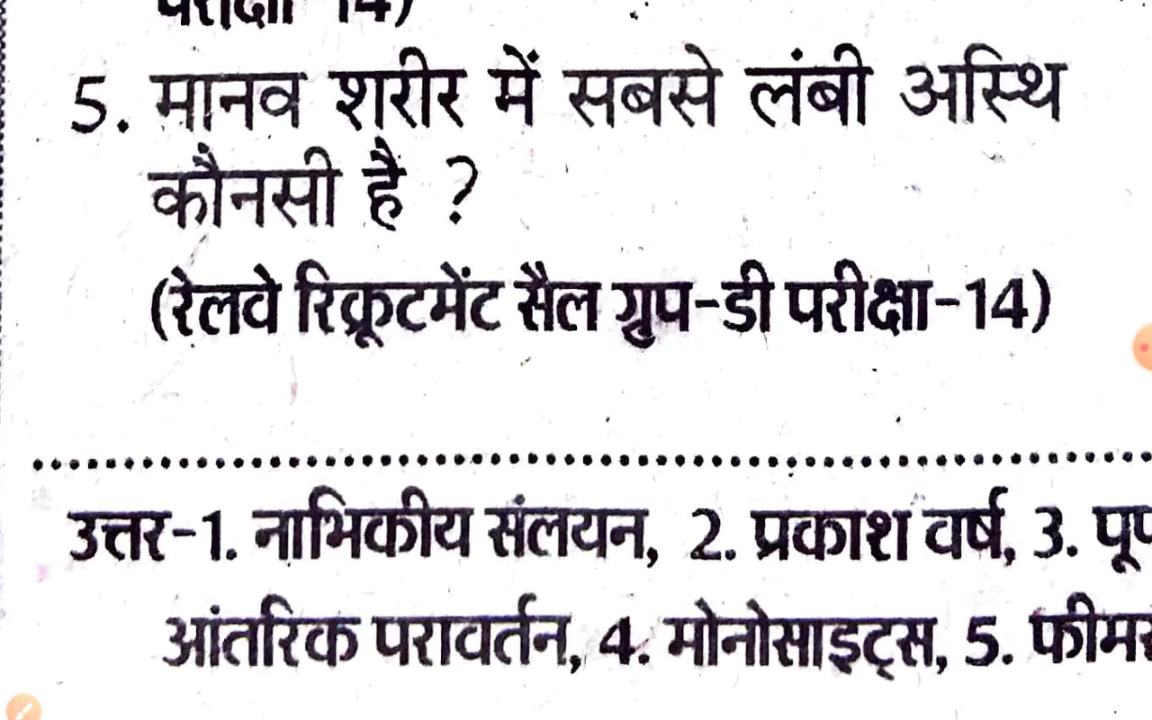 5. मानव शरीर में सबसे लंबी अस्थि
कौनसी है ?
(रेलवे रिक्रूटमेंट सैल ग्रुप-डी परीक्षा-14)
उत्तर-1. नाभिकीय संलयन, 2. प्रकाश वर्ष, 3.
आंतरिक परावर्तन, 4. मोनोसाइट्स, 5.